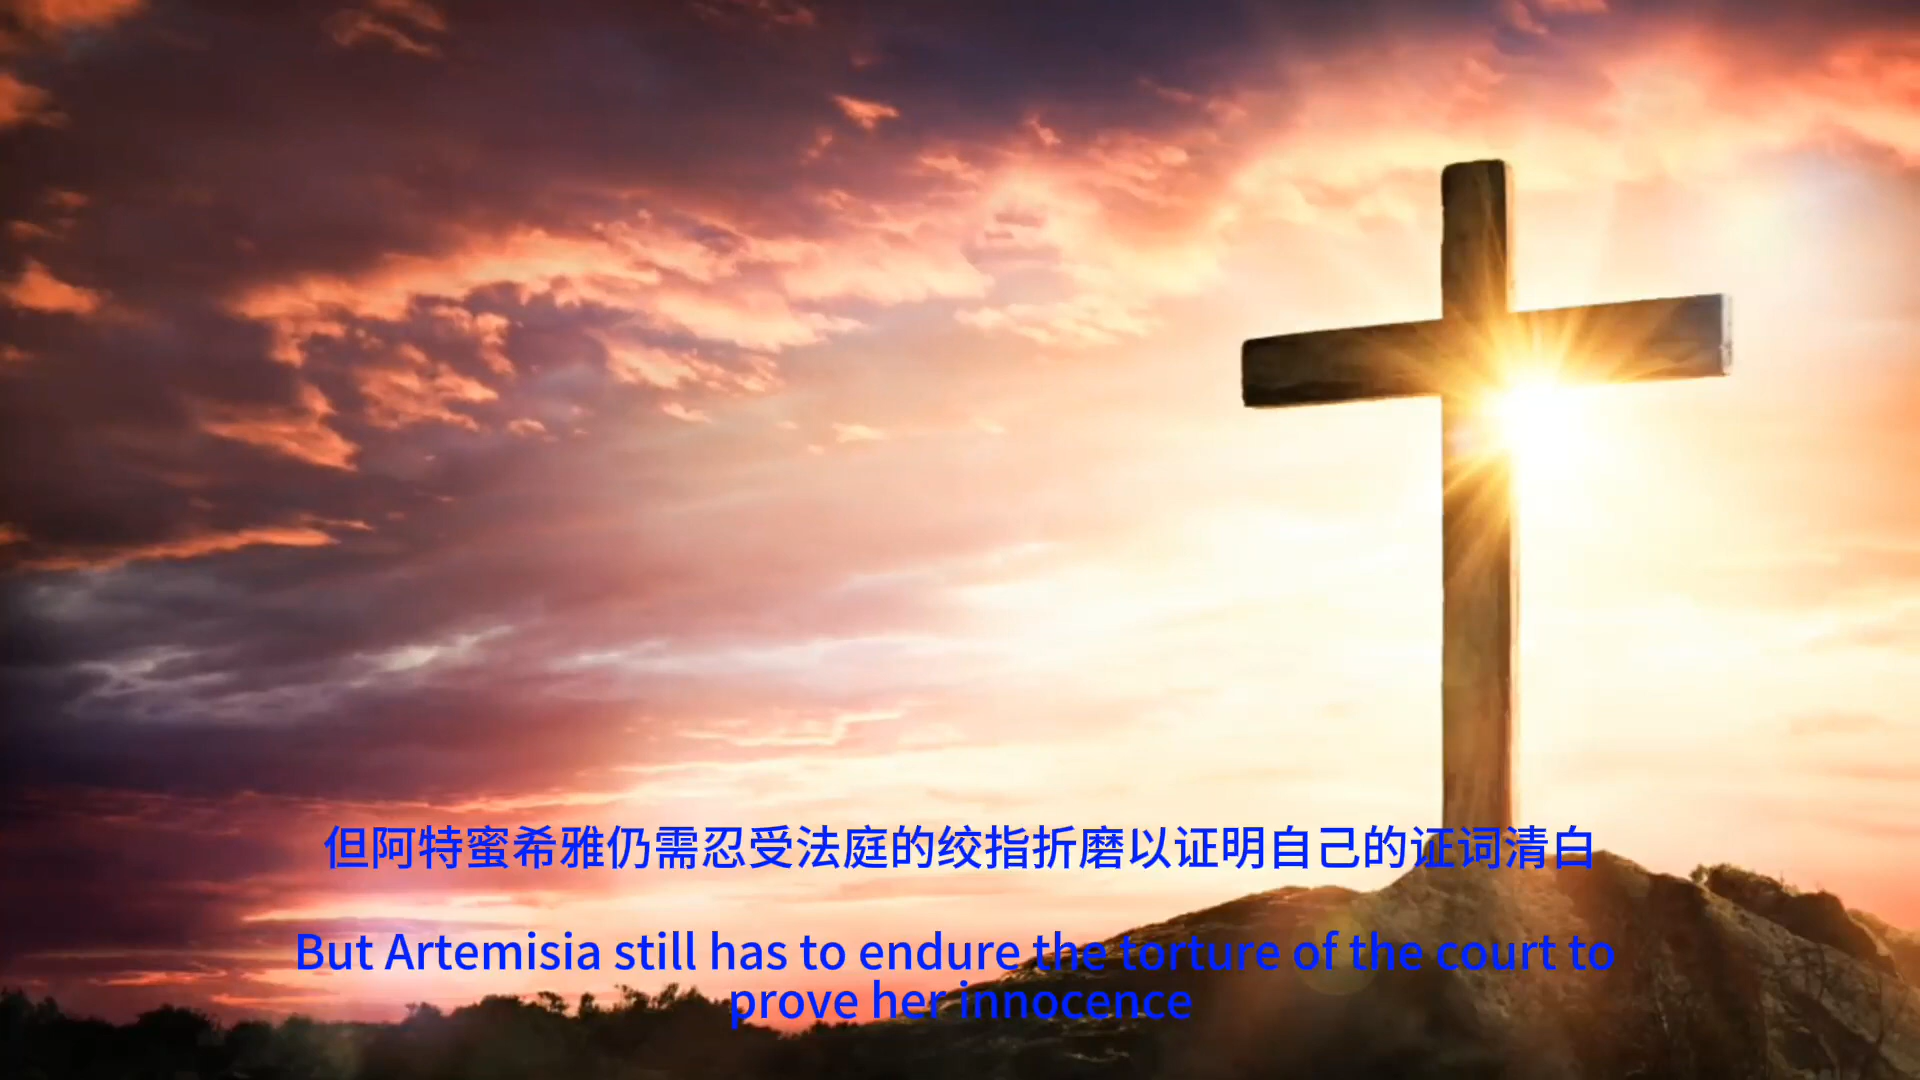 但阿特蜜希雅仍需忍受法庭的绞指折磨以证明自己的证词清白
But Artemisia still has to endure the torture of the court to
prove her innocence